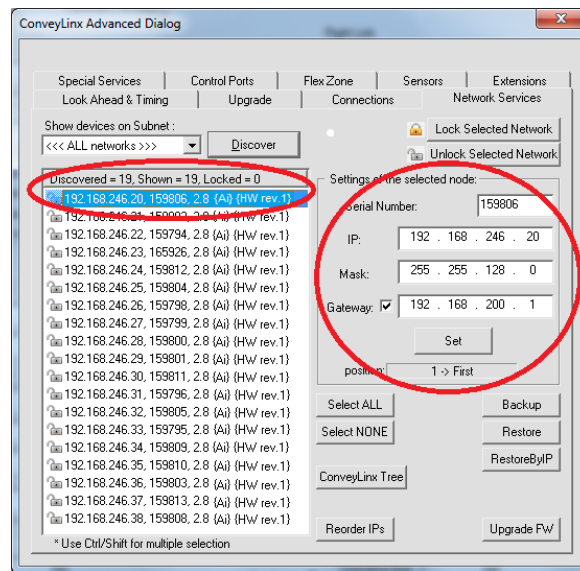 ConveyLinx Advanced Dialog
Special Services Control Ports Flex Zone Sensors Extensions
Look Ahead & Timing Upgrade Connections Network Services
Show devices on Subnet :
<<< ALL networks >>> Discover
Lock Selected Network
Unlock Selected Network
Discovered = 19, Shown = 19, Locked = 0
192.168.246.20, 159806, 2.8 {Ai} {HW rev.1}
192.168.246.22, 159794, 2.8 {Ai} {HW rev.1}
192.168.246.23, 165926, 2.8 {Ai} {HW rev.1}
192.168.246.24, 159812, 2.8 {Ai} {HW rev.1}
192.168.246.25, 159804, 2.8 {Ai} {HW rev.1}
192.168.246.26, 159798, 2.8 {Ai} {HW rev.1}
192.168.246.27, 159799, 2.8 {Ai} {HW rev.1}
192.168.246.28, 159800, 2.8 {Ai} {HW rev.1}
192.168.246.29, 159801, 2.8 {Ai} {HW rev.1}
192.168.246.30, 159811, 2.8 {Ai} {HW rev.1}
192.168.246.31, 159796, 2.8 {Ai} {HW rev.1}
192.168.246.32, 159805, 2.8 {Ai} {HW rev.1}
192.168.246.33, 159795, 2.8 {Ai} {HW rev.1}
192.168.246.34, 159809, 2.8 {Ai} {HW rev.1}
192.168.246.35, 159810, 2.8 {Ai} {HW rev.1}
192.168.246.36, 159803, 2.8 {Ai} {HW rev.1}
192.168.246.37, 159813, 2.8 {Ai} {HW rev.1}
192.168.246.38, 159808, 2.8 {Ai} {HW rev.1}
* Use Ctrl/Shift for multiple selection
Settings of the selected node:
Serial Number: 159806
IP: 192 . 168 . 246 . 20
Mask: 255 . 255 . 128 . 0
Gateway: 192 . 168 . 200 . 1
Set
position: 1 -> First
Select ALL Backup
Select NONE Restore
RestoreByIP
ConveyLinx Tree
Reorder IPs Upgrade FW